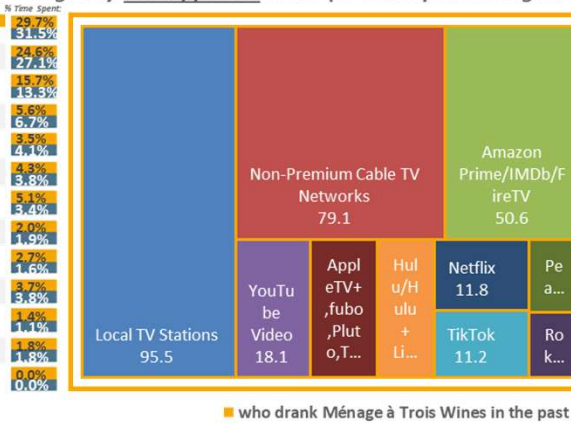 % Time Spent:
29.7%
31.5%
24.6%
27.1%
15.7%
13.3%
5.6%
6.7%
3.5%
4.1%
4.3%
3.8%
5.1%
3.4%
2.0%
1.9%
2.7%
1.6%
3.7%
3.8%
1.4%
1.1%
1.8%
1.8%
0.0%
0.0%
Local TV Stations
95.5
Non-Premium Cable TV
Networks
79.1
Amazon
Prime/IMDb/F
ireTV
50.6
YouTu
be
Video
18.1
Appl
eTV+
,fubo
,Plut
o,T...
Hul
u/H
ulu
+
Li...
Netflix
11.8
TikTok
11.2
Pe
a...
Ro
k...
who drank Ménage à Trois Wines in the past